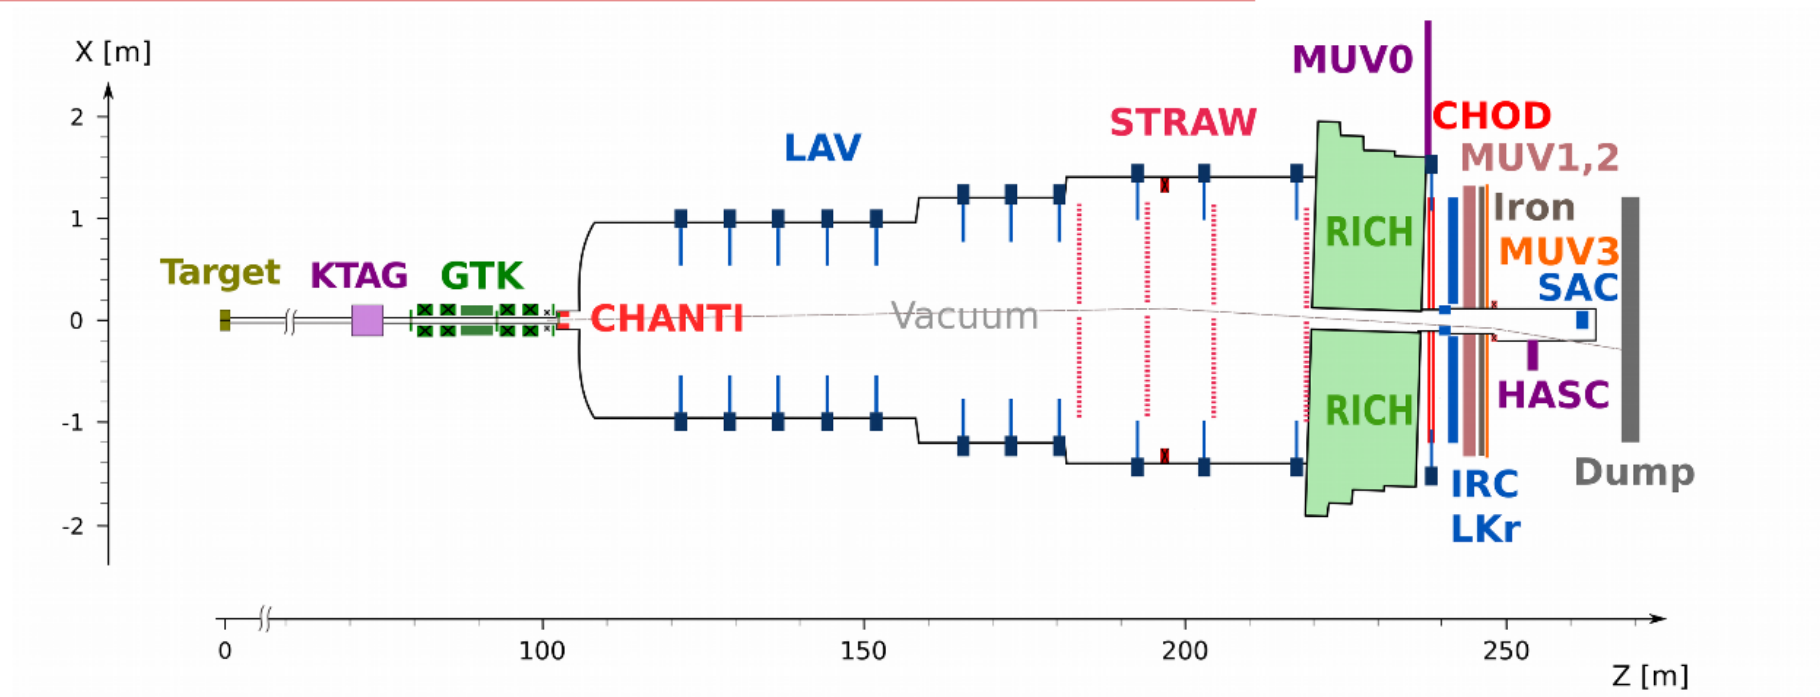 X [m]
MUV0
2
CHOD
STRAW
LAV
MUV1,2
1
Iron
RICH
MUV3
Target
KTAG
GTK
SAC
0
CHANTI
Vacuum
HASC
-1
RICH
Dump
IRC
LKr
-2
0
100
150
200
250
Z [m]